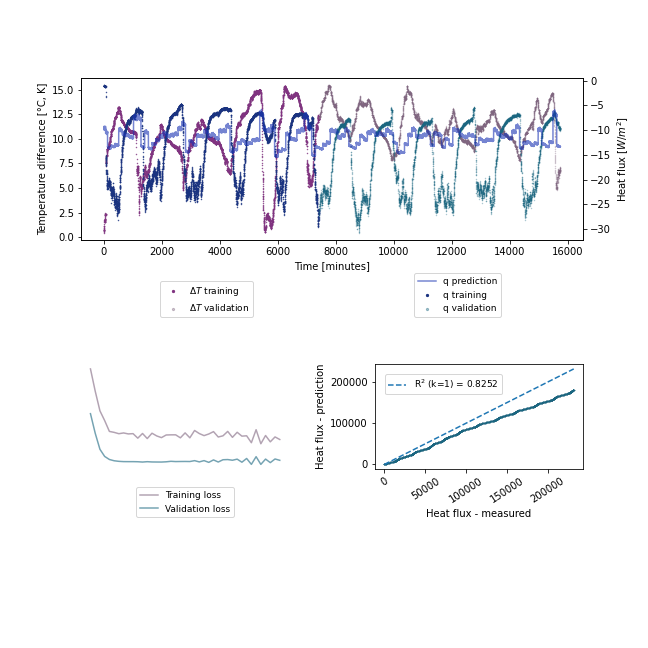 Temperature difference [°C, K]
15.0
12.5
10.0
7.5
5.0
2.5
0.0
0
−5
−10
−15
−20
−25
−30
Heat flux [W/m²]
0 2000 4000 6000 8000 10000 12000 14000 16000
Time [minutes]
ΔT training
ΔT validation
q prediction
q training
q validation
Training loss
Validation loss
Heat flux - prediction
200000
100000
0
R² (k=1) = 0.8252
0 50000 100000 150000 200000
Heat flux - measured